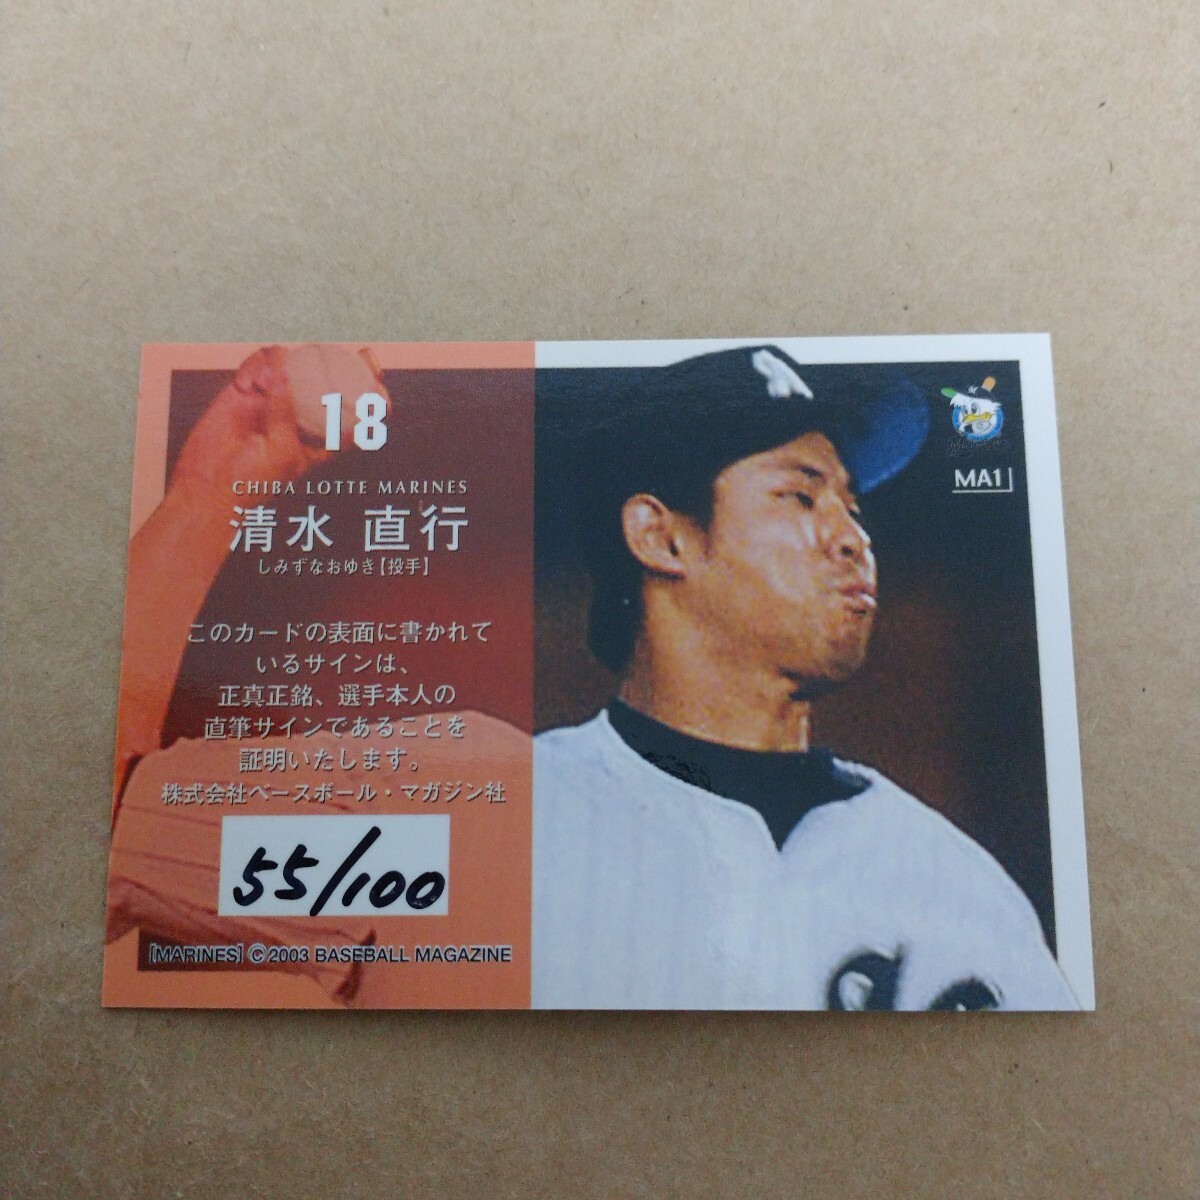 18
CHIBA LOTTE MARINES
清水 直行
しみずなおゆき【投手】
このカードの表面に書かれて
いるサインは、
正真正銘、選手本人の
直筆サインであることを
証明いたします。
株式会社ベースボール・マガジン社
55/100
[MARINES] ©2003 BASEBALL MAGAZINE
MA1